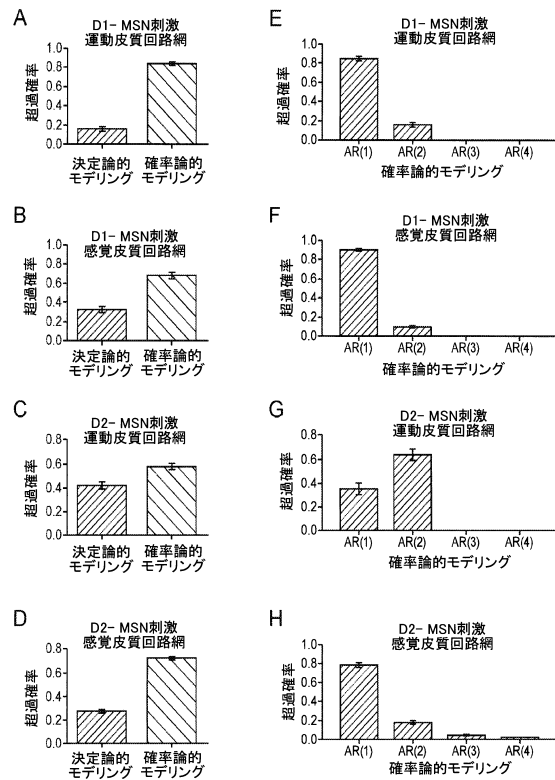 A
D1- MSN刺激
運動皮質回路網
超過確率
1.0
0.8
0.6
0.4
0.2
0.0
決定論的
モデリング
確率論的
モデリング
B
D1- MSN刺激
感覚皮質回路網
超過確率
1.0
0.8
0.6
0.4
0.2
0.0
決定論的
モデリング
確率論的
モデリング
C
D2- MSN刺激
運動皮質回路網
超過確率
1.0
0.8
0.6
0.4
0.2
0.0
決定論的
モデリング
確率論的
モデリング
D
D2- MSN刺激
感覚皮質回路網
超過確率
0.8
0.6
0.4
0.2
0.0
決定論的
モデリング
確率論的
モデリング
E
D1- MSN刺激
運動皮質回路網
超過確率
1.0
0.8
0.6
0.4
0.2
0.0
AR(1) AR(2) AR(3) AR(4)
確率論的モデリング
F
D1- MSN刺激
感覚皮質回路網
超過確率
1.0
0.8
0.6
0.4
0.2
0.0
AR(1) AR(2) AR(3) AR(4)
確率論的モデリング
G
D2- MSN刺激
運動皮質回路網
超過確率
0.8
0.6
0.4
0.2
0.0
AR(1) AR(2) AR(3) AR(4)
確率論的モデリング
H
D2- MSN刺激
感覚皮質回路網
超過確率
1.0
0.8
0.6
0.4
0.2
0.0
AR(1) AR(2) AR(3) AR(4)
確率論的モデリング